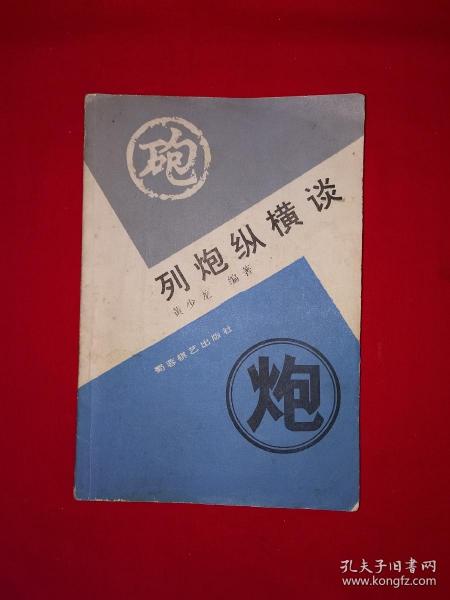 砲
列炮纵横谈
黄少龙 编著
蜀蓉棋艺出版社
炮
孔夫子旧书网
www.kongfz.com